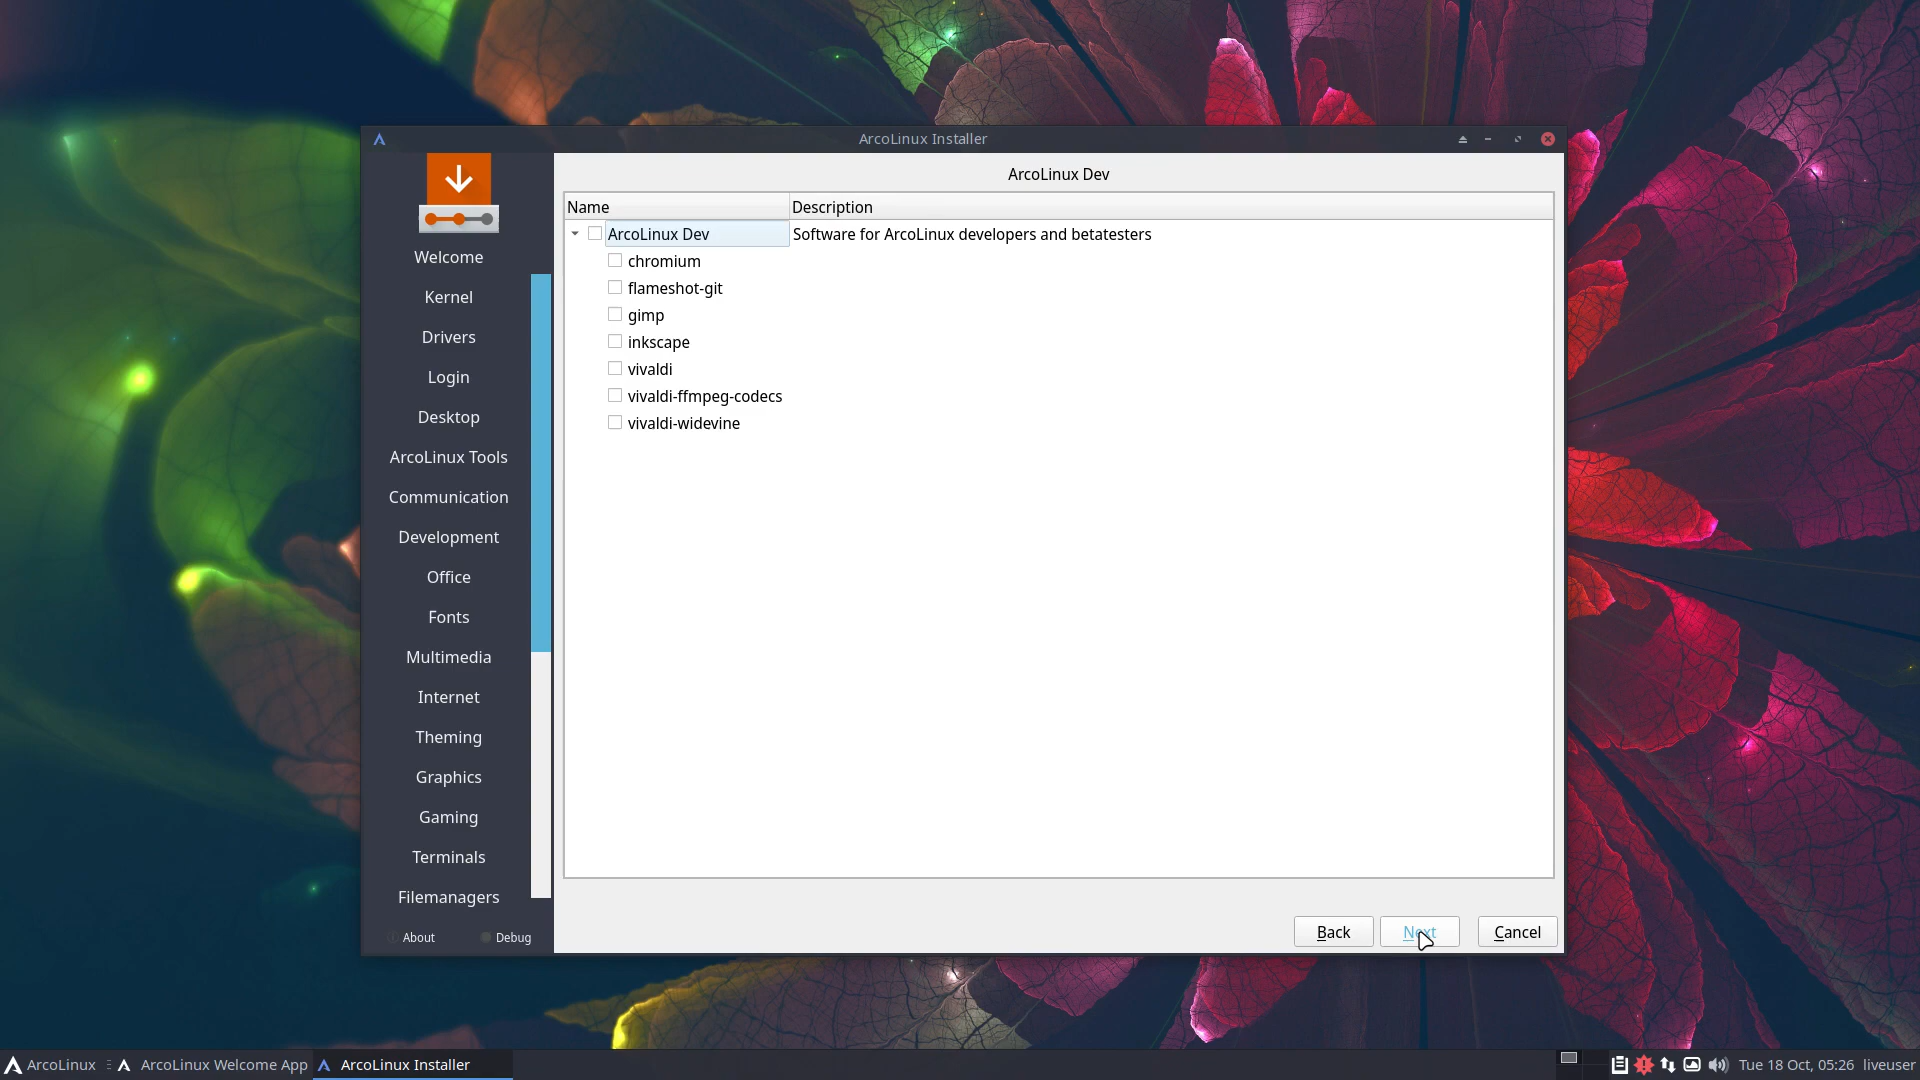 ArcoLinux Installer
Welcome
Kernel
Drivers
Login
Desktop
ArcoLinux Tools
Communication
Development
Office
Fonts
Multimedia
Internet
Theming
Graphics
Gaming
Terminals
Filemanagers
About
Debug
ArcoLinux Dev
Name Description
ArcoLinux Dev Software for ArcoLinux developers and betatesters
chromium
flameshot-git
gimp
inkscape
vivaldi
vivaldi-ffmpeg-codecs
vivaldi-widevine
Back Next Cancel
ArcoLinux ArcoLinux Welcome App ArcoLinux Installer Tue 18 Oct, 05:26 liveuser